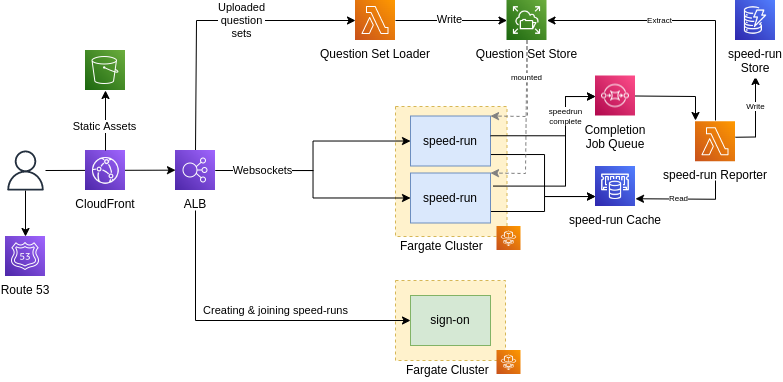 Uploaded
question
sets
Write
Extract
Question Set Loader
Question Set Store
speed-run
Store
mounted
Static Assets
speedrun
complete
Write
Completion
Job Queue
speed-run
speed-run Reporter
Websockets
CloudFront
ALB
speed-run
Read
speed-run Cache
Fargate Cluster
53
Route 53
Creating & joining speed-runs
sign-on
Fargate Cluster